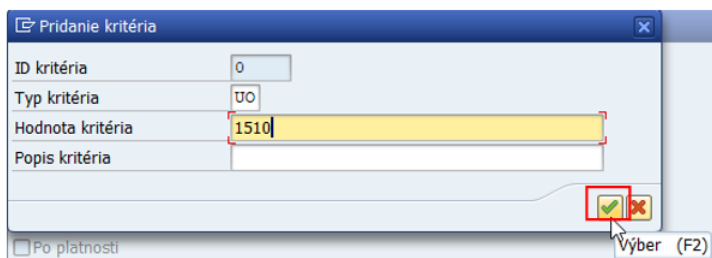 Pridanie kritéria
ID kritéria 0
Typ kritéria UO
Hodnota kritéria 1510
Popis kritéria
Po platnosti
Výber (F2)